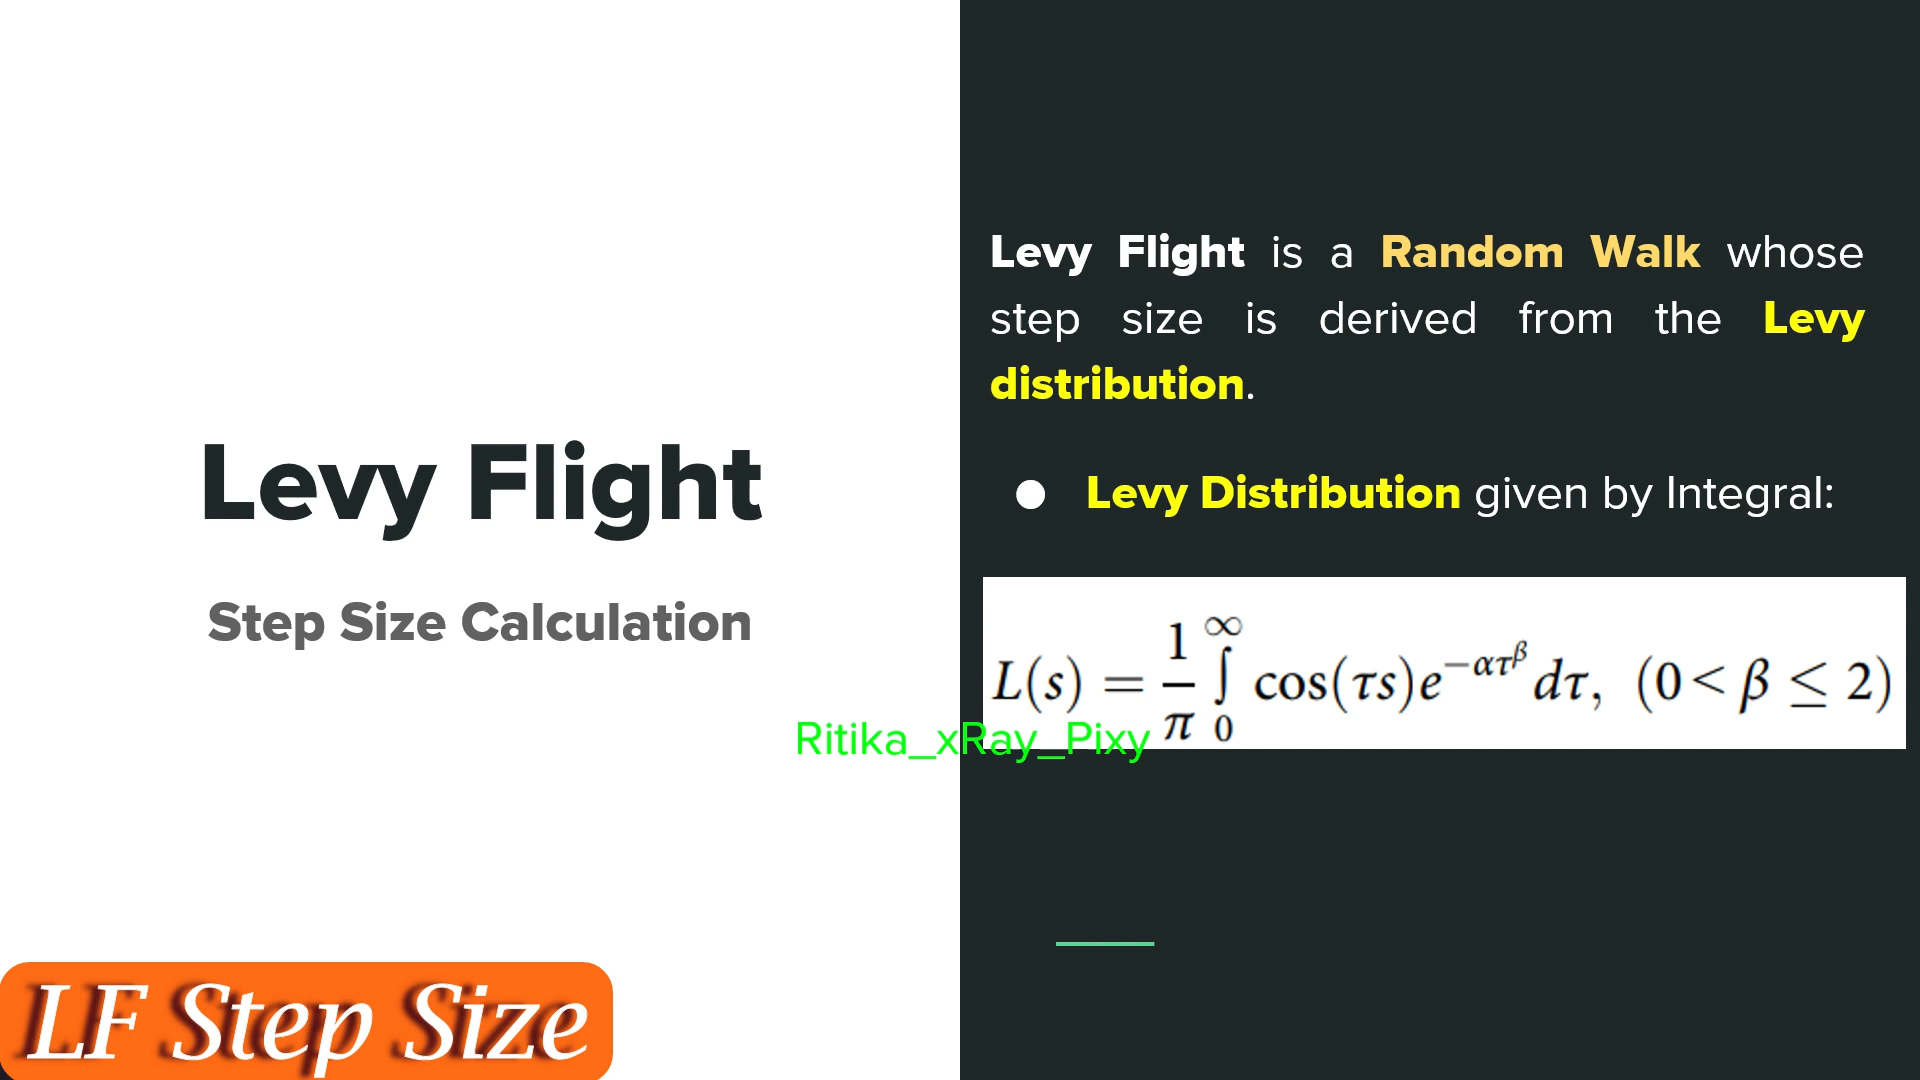 Levy Flight
Step Size Calculation
Levy Flight is a Random Walk whose
step size is derived from the Levy
distribution.
● Levy Distribution given by Integral:
L(s) = 1/π ∫₀^∞ cos(τs)e^{−ατ^β} dτ, (0 < β ≤ 2)
Ritika_xRay_Pixy
LF Step Size